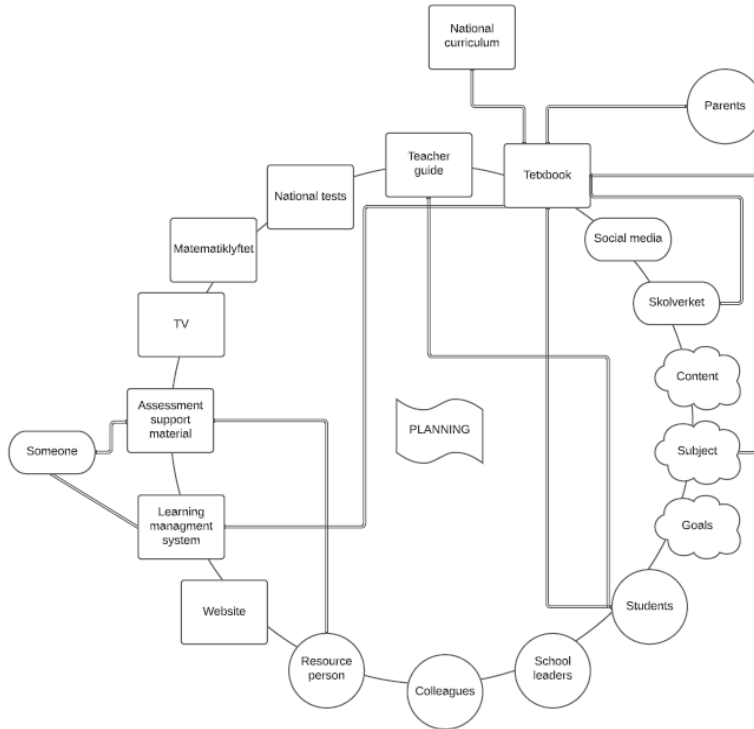 National
curriculum
Parents
Teacher
guide
Tetxbook
National tests
Social media
Matematiklyftet
Skolverket
TV
Content
Assessment
support
material
PLANNING
Someone
Subject
Learning
managment
system
Goals
Website
Students
Resource
person
Colleagues
School
leaders